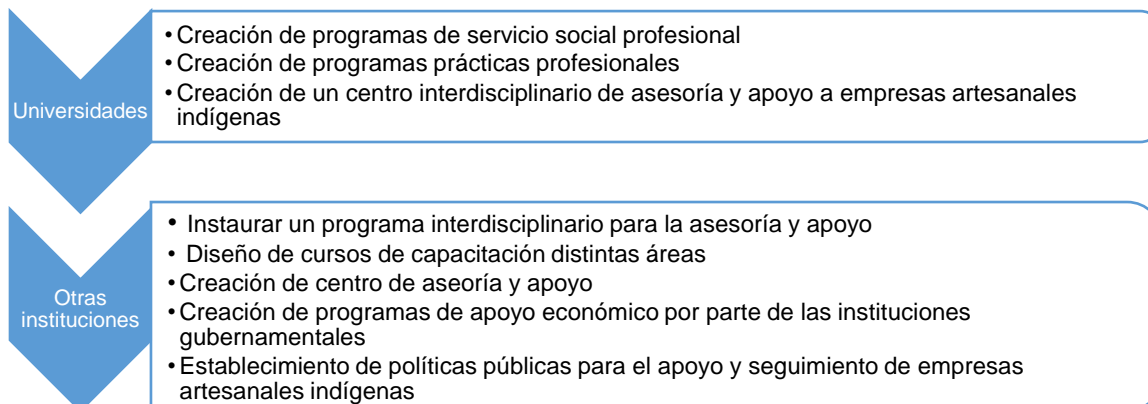 Universidades
•Creación de programas de servicio social profesional
•Creación de programas prácticas profesionales
•Creación de un centro interdisciplinario de asesoría y apoyo a empresas artesanales
indígenas
Otras
instituciones
• Instaurar un programa interdisciplinario para la asesoría y apoyo
• Diseño de cursos de capacitación distintas áreas
•Creación de centro de aseoría y apoyo
•Creación de programas de apoyo económico por parte de las instituciones
gubernamentales
•Establecimiento de políticas públicas para el apoyo y seguimiento de empresas
artesanales indígenas